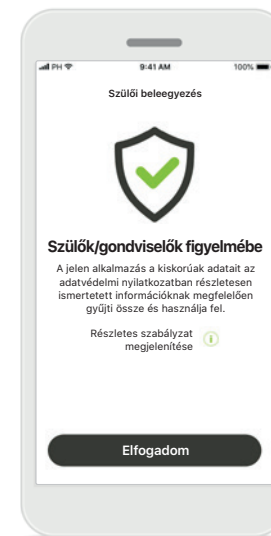 PH
9:41 AM
100%
Szülői beleegyezés
Szülők/gondviselők figyelmébe
A jelen alkalmazás a kiskorúak adatait az
adatvédelmi nyilatkozatban részletesen
ismertetett információknak megfelelően
gyűjti össze és használja fel.
Részletes szabályzat
megjelenítése
Elfogadom